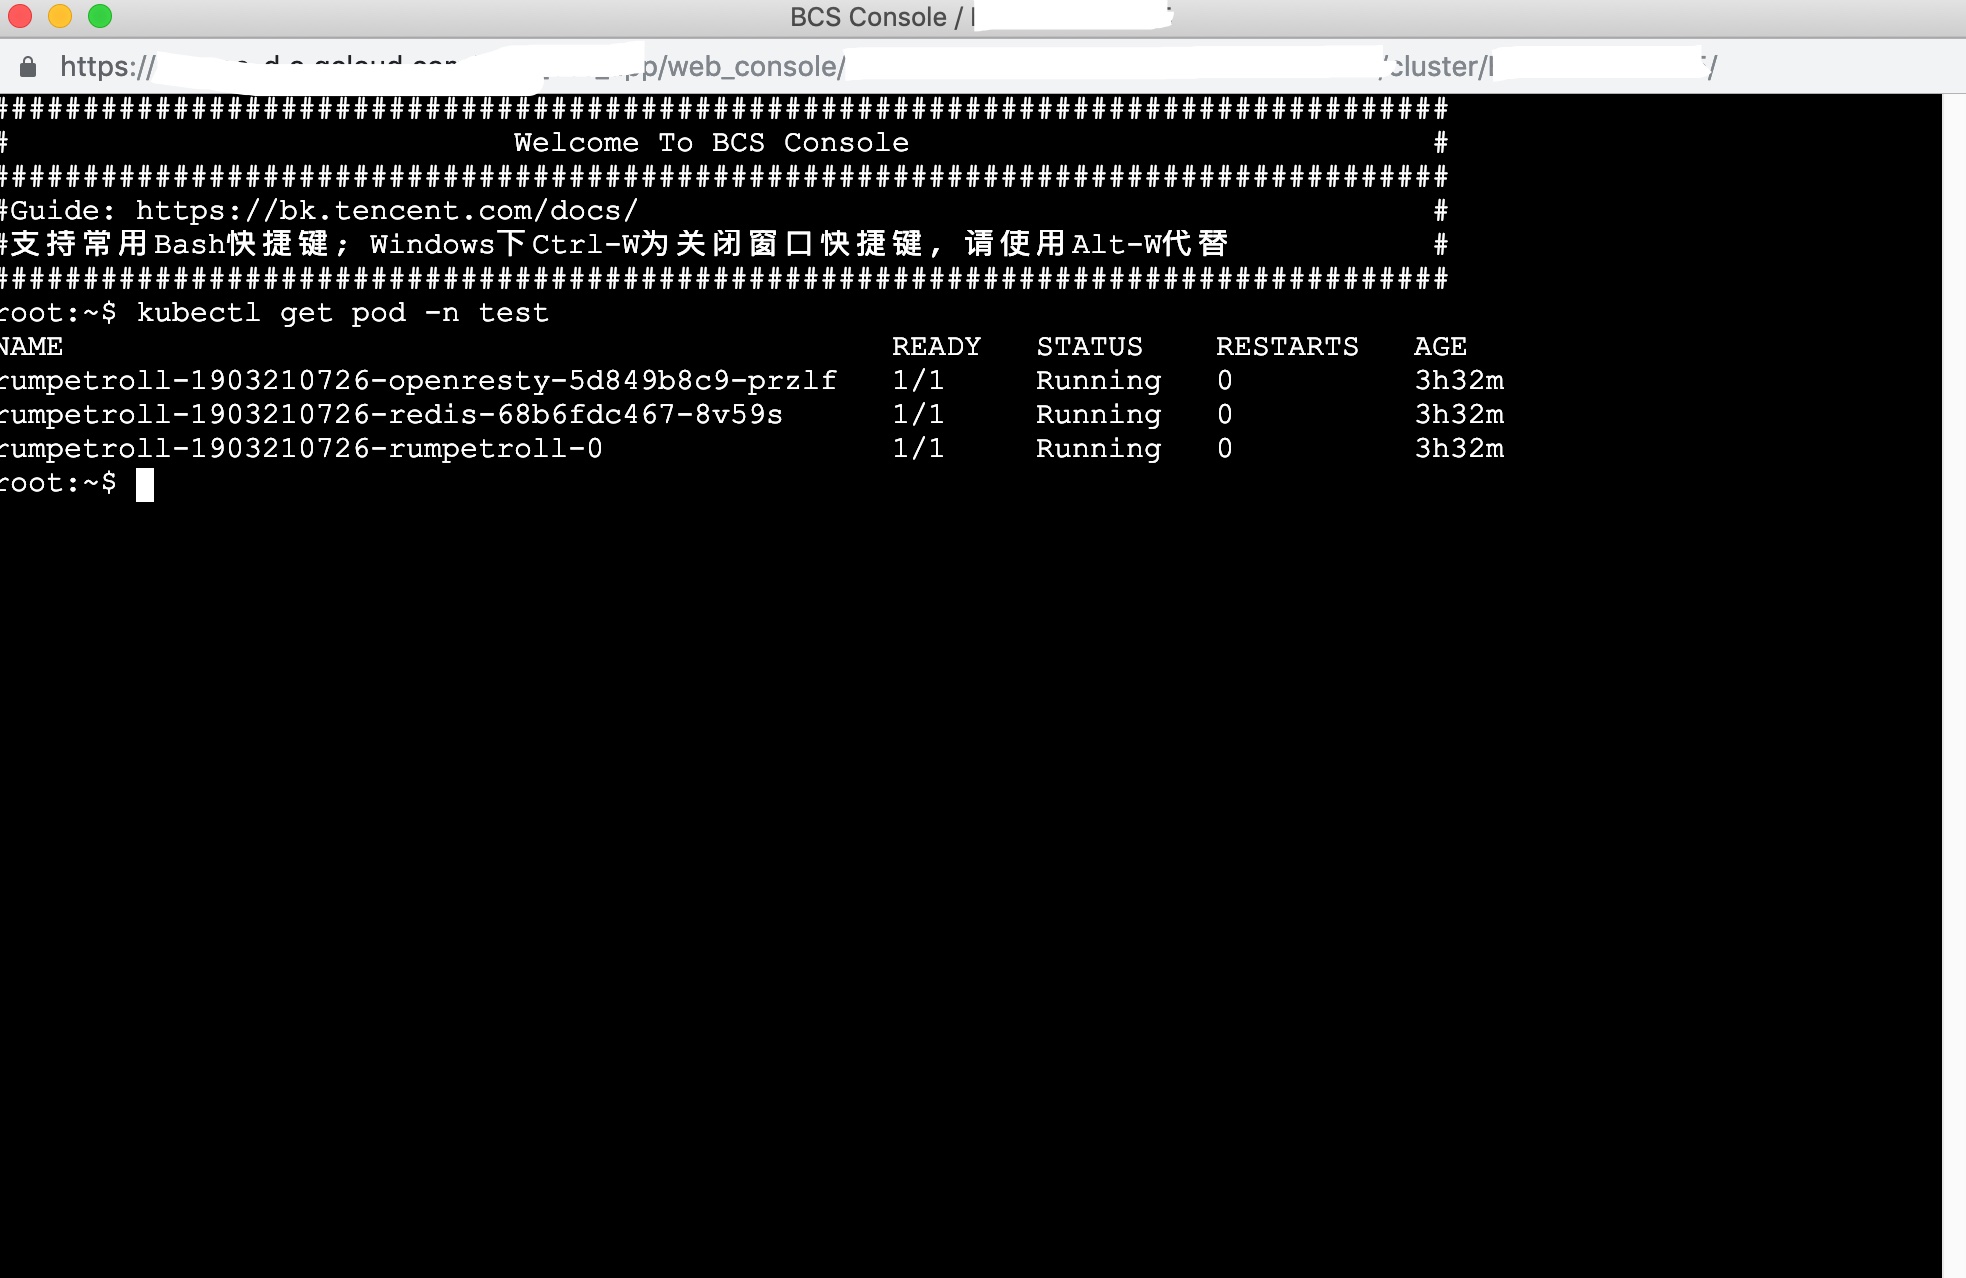 BCS Console /
https:// /web_console/ /cluster/ /
#################################################################################
# Welcome To BCS Console #
#################################################################################
#Guide: https://bk.tencent.com/docs/ #
#支持常用Bash快捷键；Windows下Ctrl-W为关闭窗口快捷键，请使用Alt-W代替 #
#################################################################################
root:~$ kubectl get pod -n test
NAME READY STATUS RESTARTS AGE
rumpetroll-1903210726-openresty-5d849b8c9-przlf 1/1 Running 0 3h32m
rumpetroll-1903210726-redis-68b6fdc467-8v59s 1/1 Running 0 3h32m
rumpetroll-1903210726-rumpetroll-0 1/1 Running 0 3h32m
root:~$